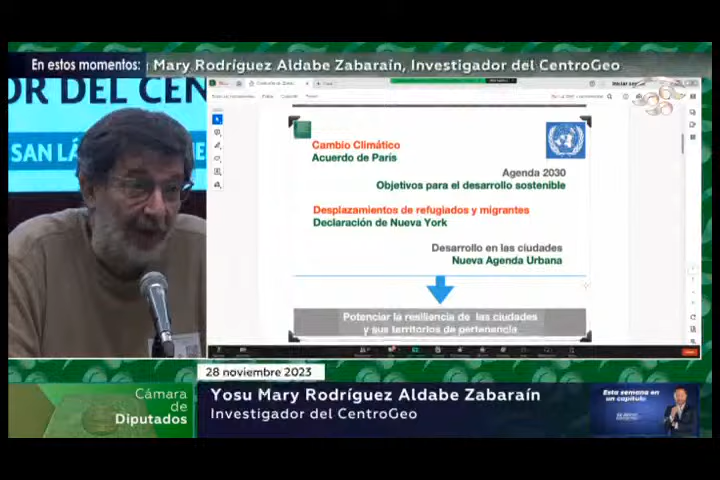 En estos momentos: Mary Rodríguez Aldabe Zabaraín, Investigador del CentroGeo
OR DEL CEN
SAN LÁ
Cambio Climático
Acuerdo de París
Agenda 2030
Objetivos para el desarrollo sostenible
Desplazamientos de refugiados y migrantes
Declaración de Nueva York
Desarrollo en las ciudades
Nueva Agenda Urbana
Potenciar la resiliencia de las ciudades
y sus territorios de pertenencia
28 noviembre 2023
Cámara
de
Diputados
Yosu Mary Rodríguez Aldabe Zabaraín
Investigador del CentroGeo
Esta semana en
un capítulo